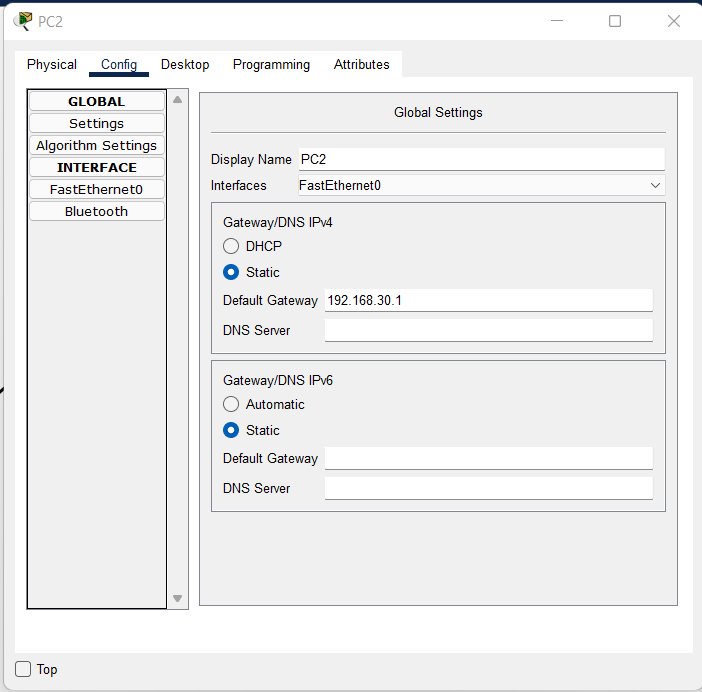 PC2
Physical Config Desktop Programming Attributes
GLOBAL
Settings
Algorithm Settings
INTERFACE
FastEthernet0
Bluetooth
Global Settings
Display Name PC2
Interfaces FastEthernet0
Gateway/DNS IPv4
DHCP
Static
Default Gateway 192.168.30.1
DNS Server
Gateway/DNS IPv6
Automatic
Static
Default Gateway
DNS Server
Top